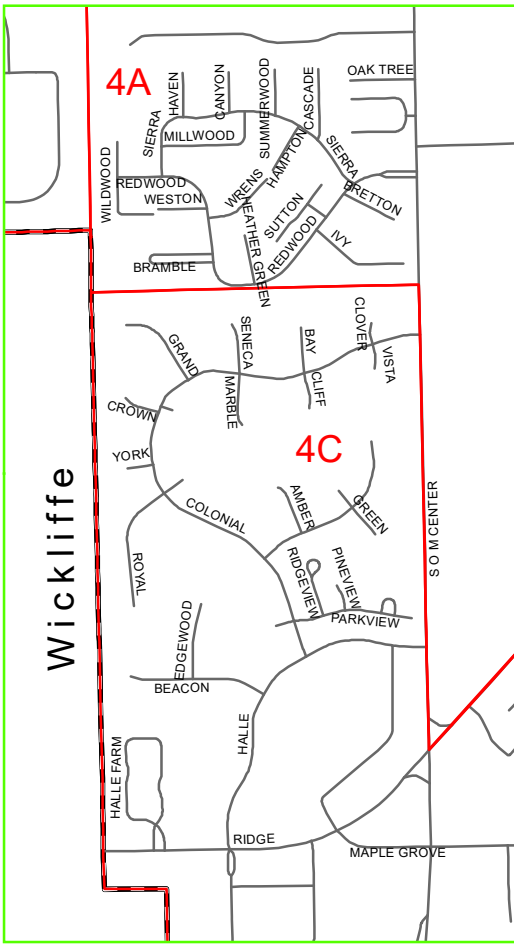 4A
OAK TREE
HAVEN
CANYON
SUMMERWOOD
CASCADE
SIERRA
MILLWOOD
HAMPTON
SIERRA
WILDWOOD
REDWOOD
WESTON
WRENS
BRETTON
SUTTON
HEATHER GREEN
REDWOOD
IVY
BRAMBLE
GRAND
SENECA
BAY
CLOVER
VISTA
MARBLE
CLIFF
CROWN
4C
YORK
Wickliffe
COLONIAL
AMBER
GREEN
S O M CENTER
ROYAL
RIDGEVIEW
PINEVIEW
PARKVIEW
EDGEWOOD
BEACON
HALLE
HALLE FARM
RIDGE
MAPLE GROVE